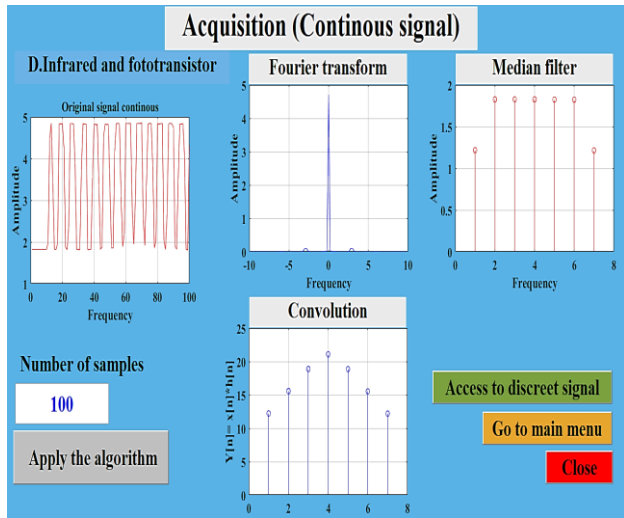 Acquisition (Continous signal)
D.Infrared and fototransistor
Original signal continous
5
4
3
2
1
Amplitude
0 20 40 60 80 100
Frequency
Fourier transform
5
4
3
2
1
0
Amplitude
-10 -5 0 5 10
Frequency
Median filter
2
1.5
1
0.5
0
Amplitude
0 2 4 6 8
Frequency
Convolution
25
20
15
10
5
0
Y[n]= x[n]*h[n]
0 2 4 6 8
Number of samples
100
Apply the algorithm
Access to discreet signal
Go to main menu
Close